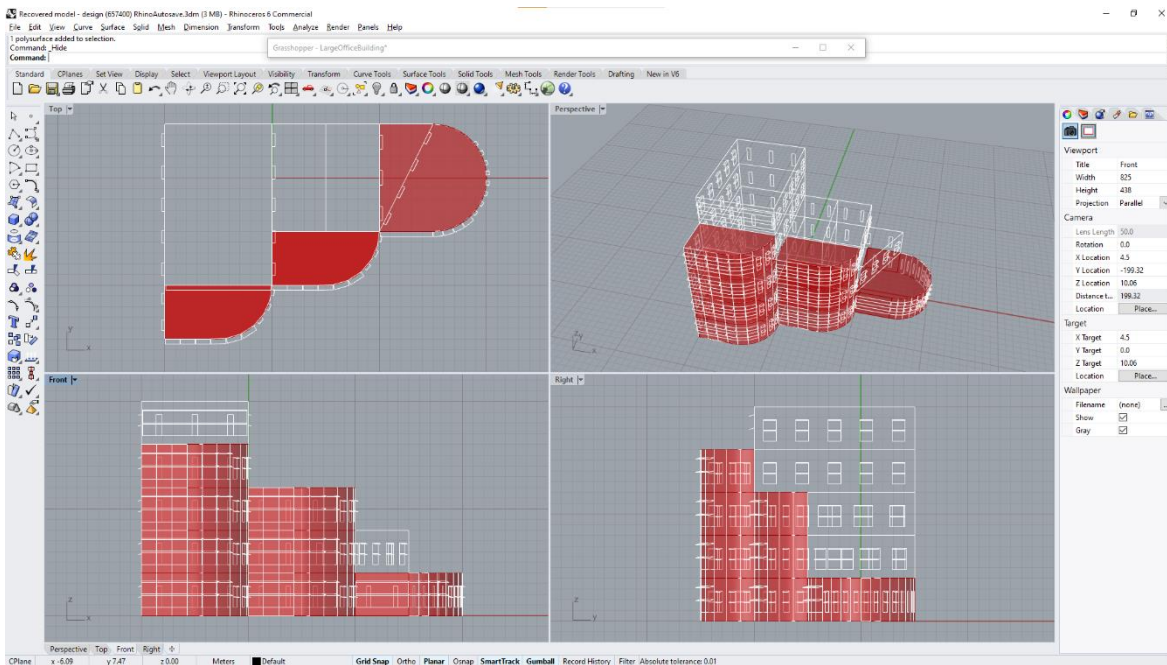 Recovered model - design (657400) RhinoAutosave.3dm (3 MB) - Rhinoceros 6 Commercial
File Edit View Curve Surface Solid Mesh Dimension Transform Tools Analyze Render Panels Help
1 polysurface added to selection.
Command: _Hide
Command:
Grasshopper - LargeOfficeBuilding*
Standard CPlanes Set View Display Select Viewport Layout Visibility Transform Curve Tools Surface Tools Solid Tools Mesh Tools Render Tools Drafting New in V6
Top
Perspective
Viewport
Title Front
Width 825
Height 438
Projection Parallel
Camera
Lens Length 50.0
Rotation 0.0
X Location 4.5
Y Location -199.32
Z Location 10.06
Distance t... 199.32
Location Place...
Target
X Target 4.5
Y Target 0.0
Z Target 10.06
Location Place...
Wallpaper
Filename (none) ...
Show
Gray
y
x
z y
x
Front
Right
z
x
z
y
Perspective Top Front Right
CPlane x -6.09 y 7.47 z 0.00 Meters Default Grid Snap Ortho Planar Osnap SmartTrack Gumball Record History Filter Absolute tolerance: 0.01